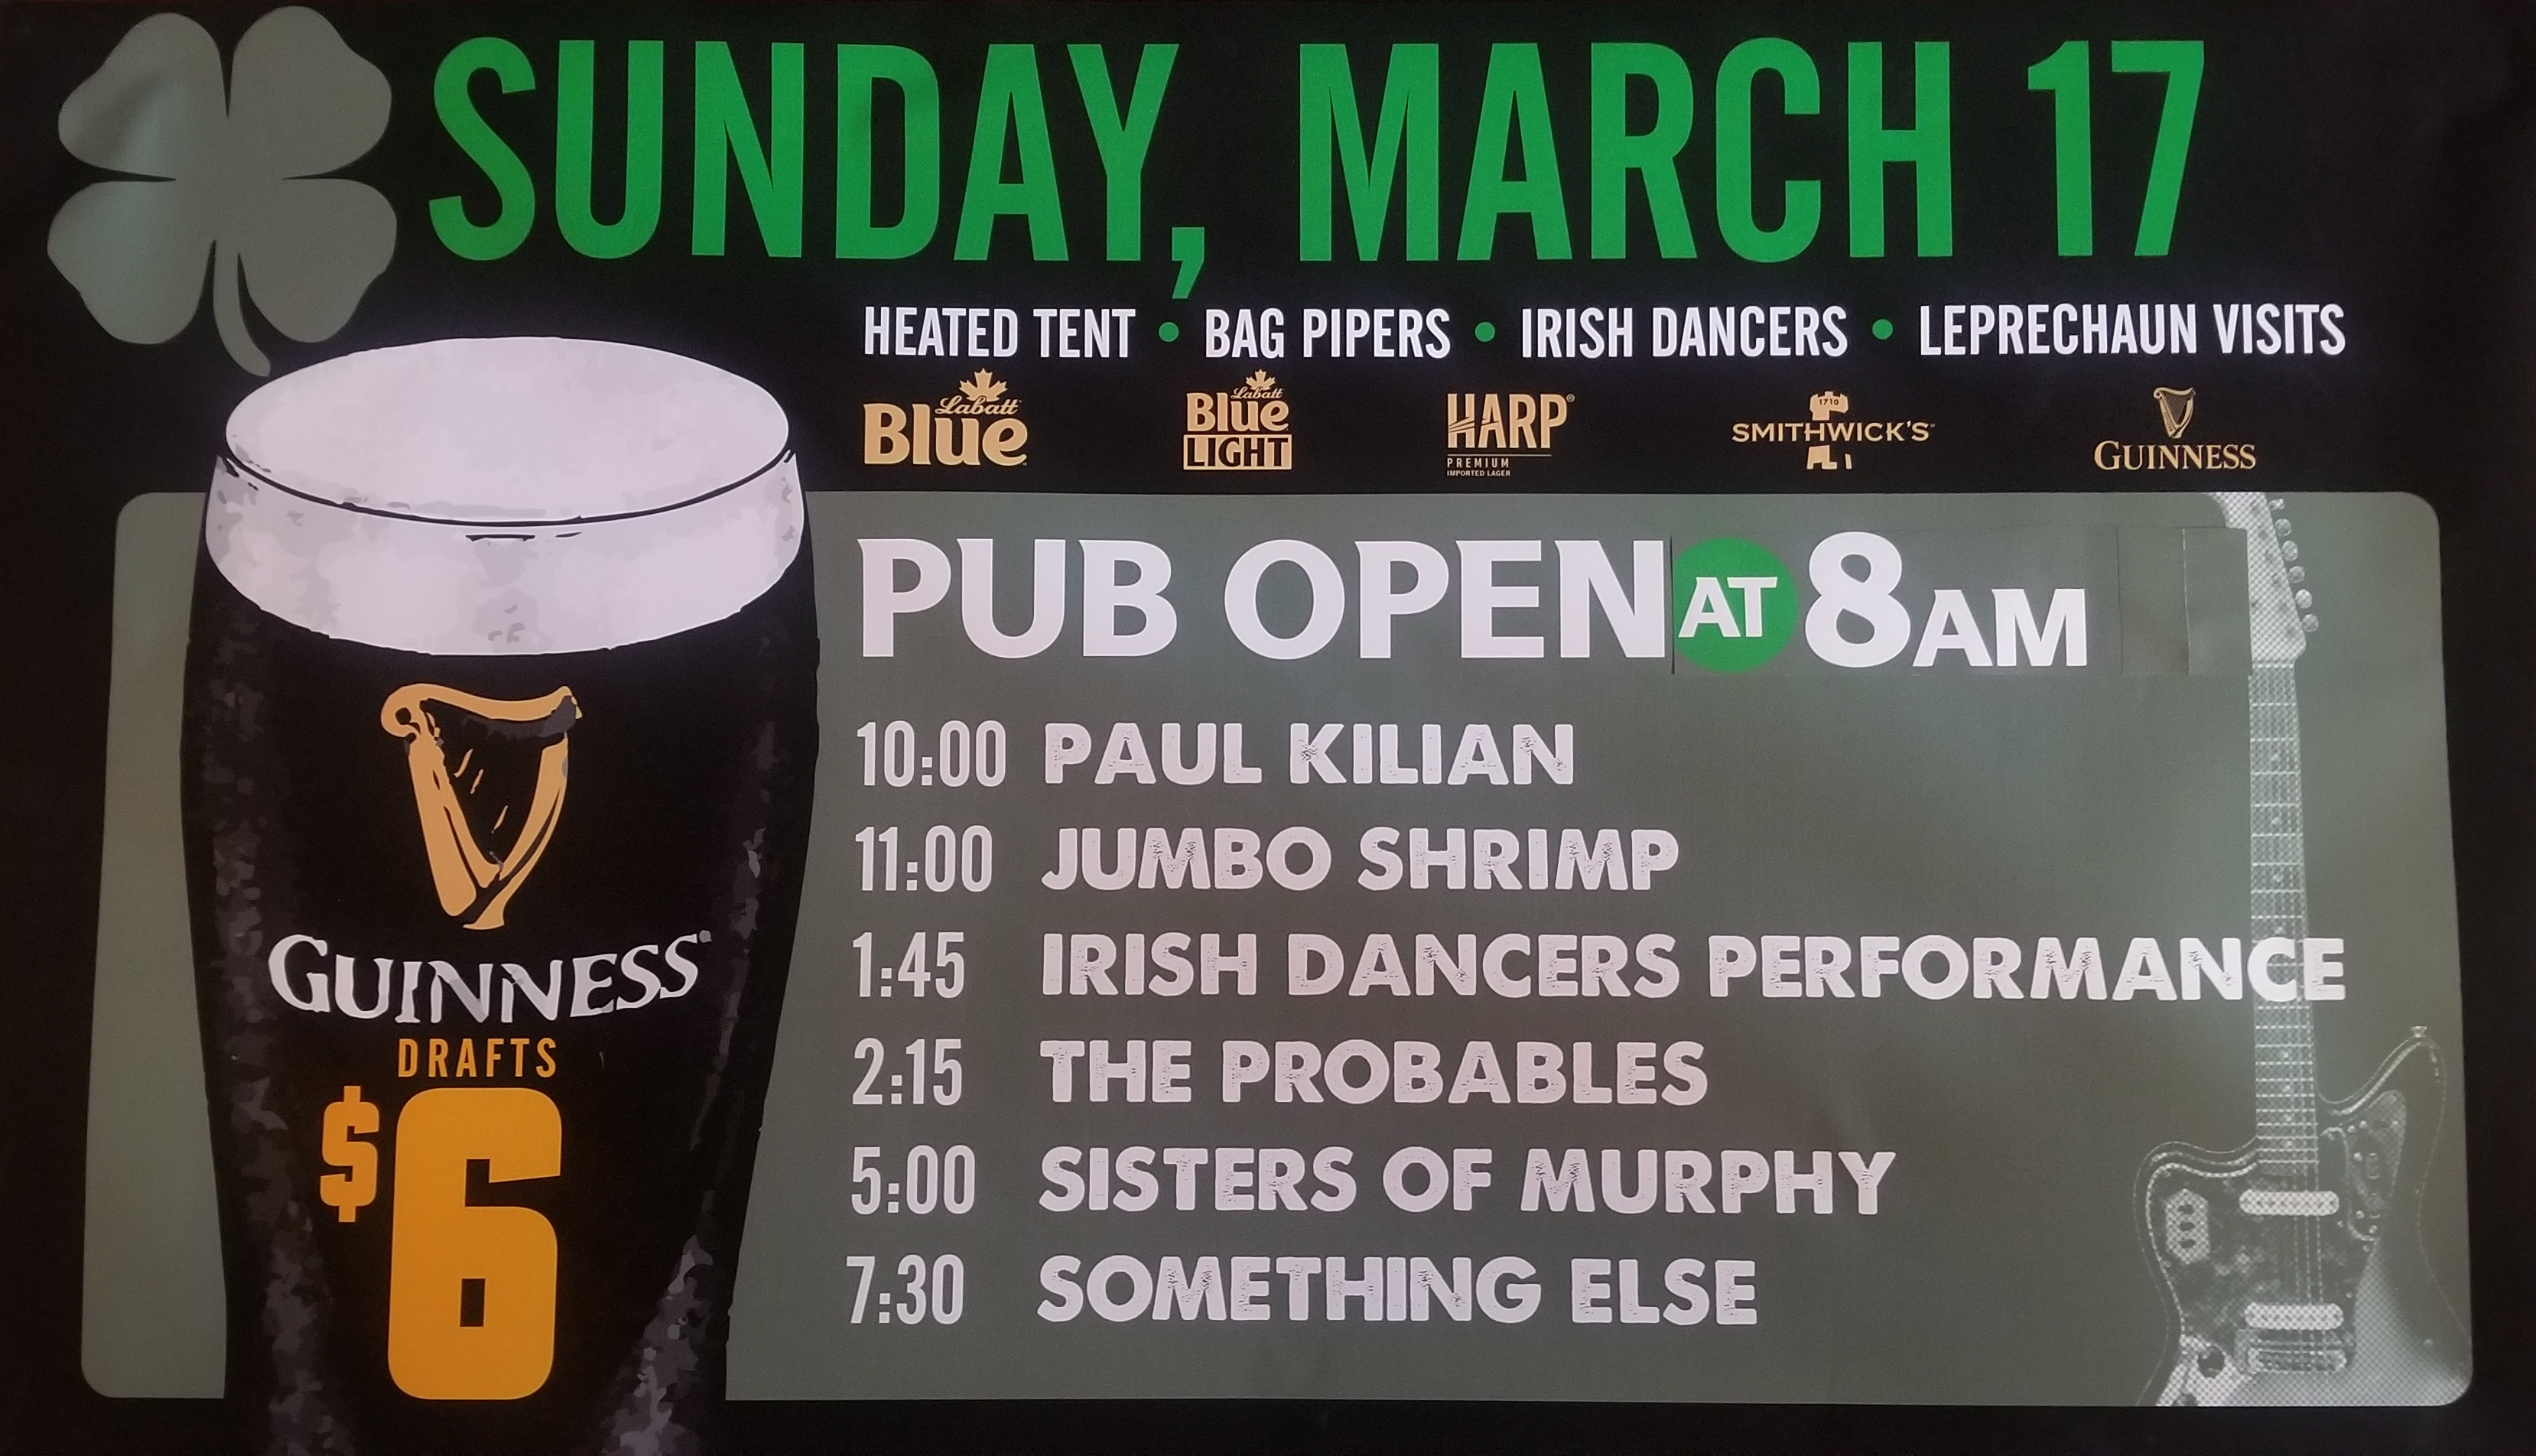 SUNDAY, MARCH 17
HEATED TENT • BAG PIPERS • IRISH DANCERS • LEPRECHAUN VISITS
Labatt Blue
Labatt Blue LIGHT
HARP® PREMIUM IMPORTED LAGER
1710 SMITHWICK'S
GUINNESS
PUB OPEN AT 8AM
10:00 PAUL KILIAN
11:00 JUMBO SHRIMP
1:45 IRISH DANCERS PERFORMANCE
2:15 THE PROBABLES
5:00 SISTERS OF MURPHY
7:30 SOMETHING ELSE
GUINNESS®
DRAFTS
$6